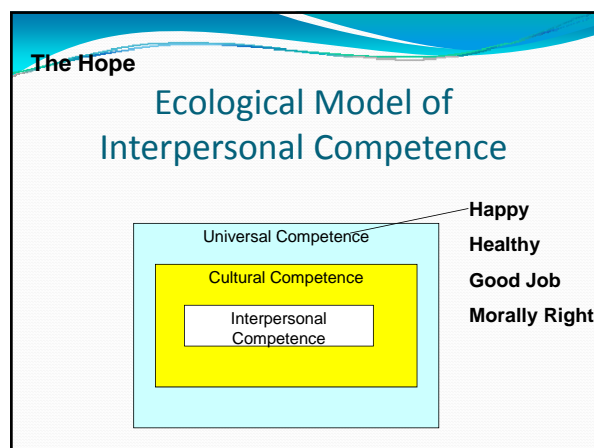 The Hope
Ecological Model of
Interpersonal Competence
Universal Competence
Cultural Competence
Interpersonal
Competence
Happy
Healthy
Good Job
Morally Right